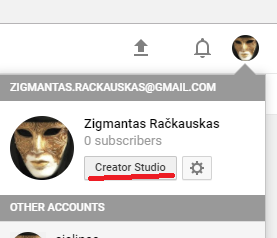 ZIGMANTAS.RACKAUSKAS@GMAIL.COM
Zigmantas Račkauskas
0 subscribers
Creator Studio
OTHER ACCOUNTS